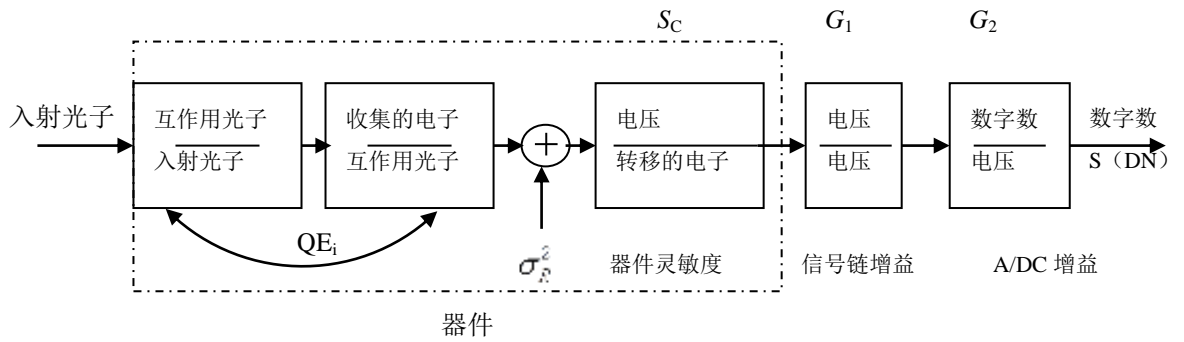 S_C G_1 G_2
入射光子
互作用光子
入射光子
收集的电子
互作用光子
+
电压
转移的电子
电压
电压
数字数
电压
数字数
S（DN）
QE_i
σ_R^2
器件灵敏度
信号链增益
A/DC 增益
器件